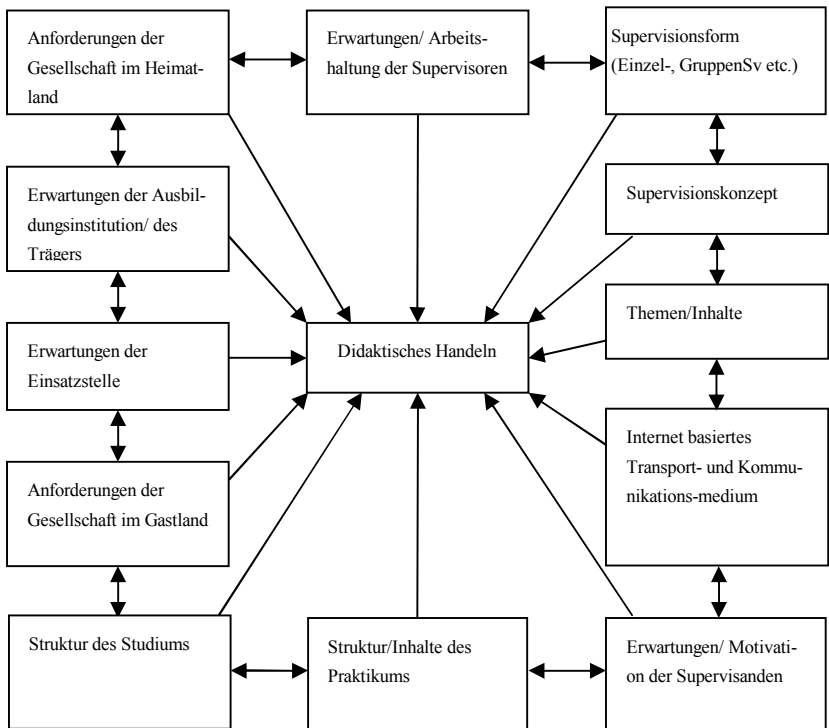 Anforderungen der
Gesellschaft im Heimat-
land
Erwartungen/ Arbeits-
haltung der Supervisoren
Supervisionsform
(Einzel-, GruppenSv etc.)
Erwartungen der Ausbil-
dungsinstitution/ des
Trägers
Supervisionskonzept
Themen/Inhalte
Erwartungen der
Einsatzstelle
Didaktisches Handeln
Internet basiertes
Transport- und Kommu-
nikations-medium
Anforderungen der
Gesellschaft im Gastland
Struktur des Studiums
Struktur/Inhalte des
Praktikums
Erwartungen/ Motivati-
on der Supervisanden